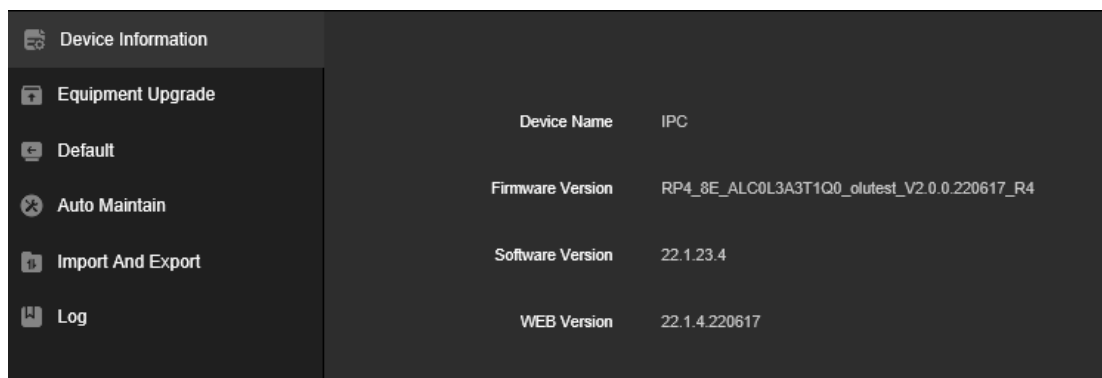 Device Information
Equipment Upgrade
Default
Auto Maintain
Import And Export
Log
Device Name IPC
Firmware Version RP4_8E_ALC0L3A3T1Q0_olutest_V2.0.0.220617_R4
Software Version 22.1.23.4
WEB Version 22.1.4.220617